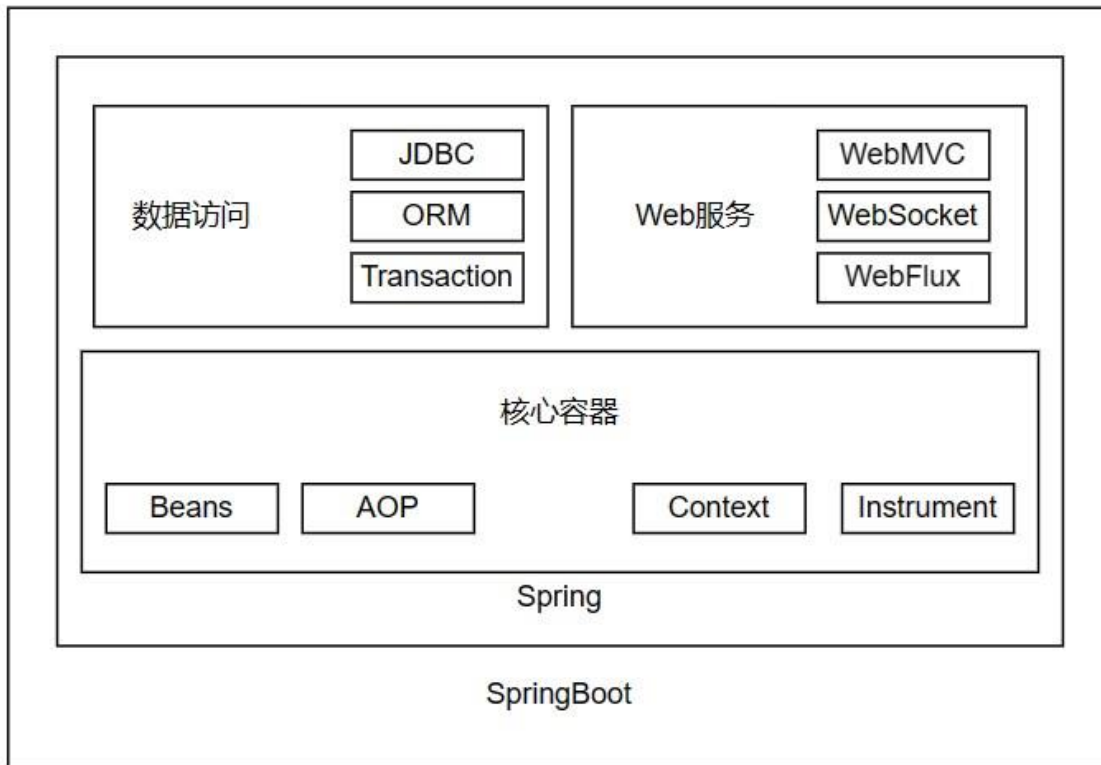 数据访问
JDBC
ORM
Transaction
Web服务
WebMVC
WebSocket
WebFlux
核心容器
Beans
AOP
Context
Instrument
Spring
SpringBoot